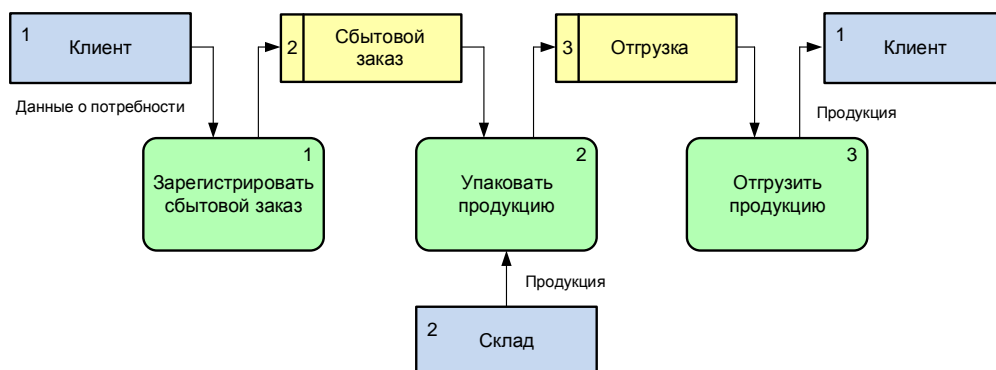 1
Клиент
2
Сбытовой
заказ
3
Отгрузка
1
Клиент
Данные о потребности
Продукция
1
Зарегистрировать
сбытовой заказ
2
Упаковать
продукцию
3
Отгрузить
продукцию
Продукция
2
Склад